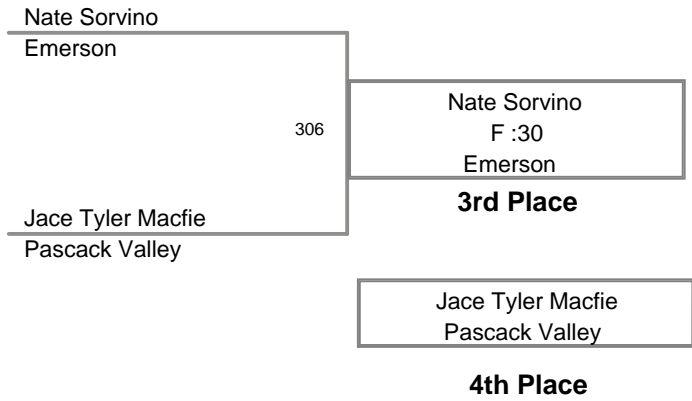 Nate Sorvino
Emerson
306
Nate Sorvino
F :30
Emerson
3rd Place
Jace Tyler Macfie
Pascack Valley
Jace Tyler Macfie
Pascack Valley
4th Place